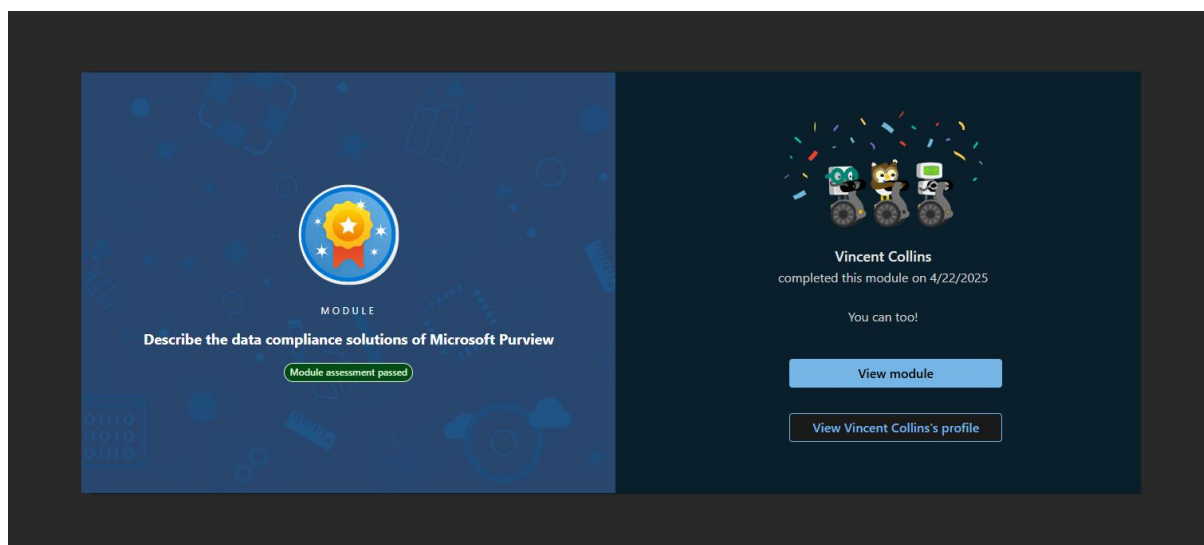 MODULE
Describe the data compliance solutions of Microsoft Purview
Module assessment passed
Vincent Collins
completed this module on 4/22/2025
You can too!
View module
View Vincent Collins's profile